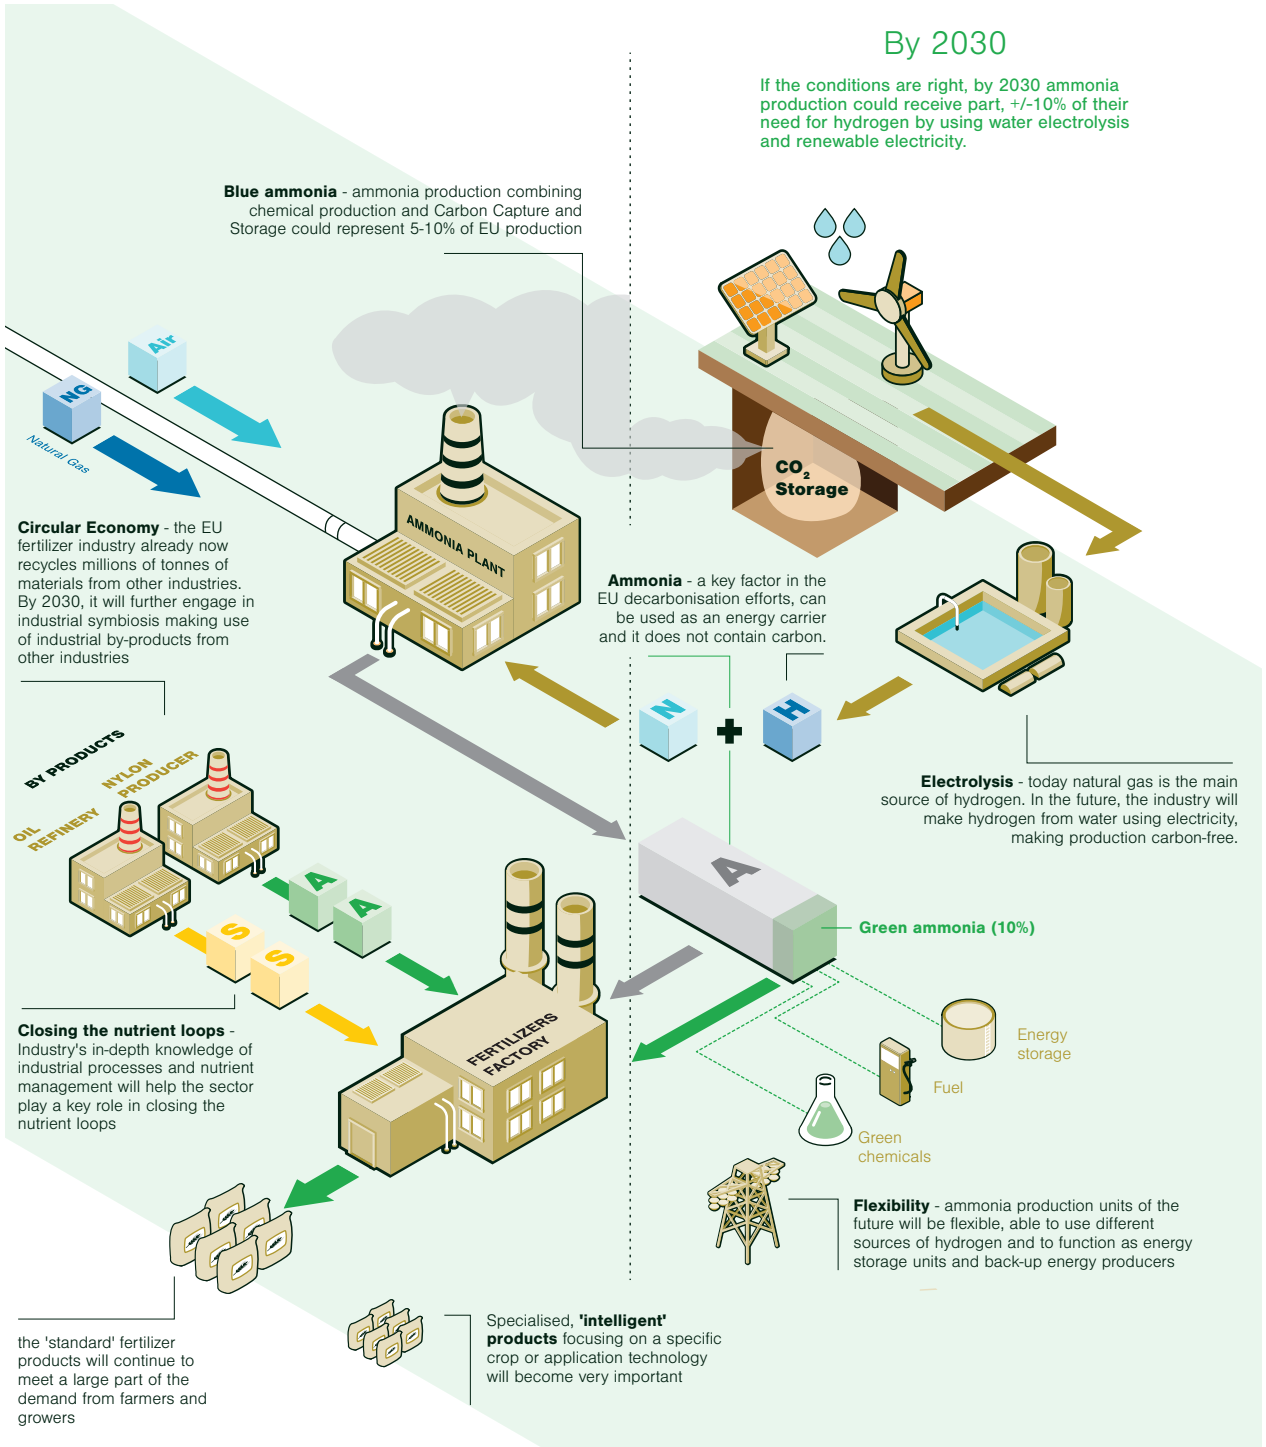 By 2030
If the conditions are right, by 2030 ammonia
production could receive part, +/-10% of their
need for hydrogen by using water electrolysis
and renewable electricity.
Blue ammonia - ammonia production combining
chemical production and Carbon Capture and
Storage could represent 5-10% of EU production
Air
NG
Natural Gas
CO2
Storage
AMMONIA PLANT
Circular Economy - the EU
fertilizer industry already now
recycles millions of tonnes of
materials from other industries.
By 2030, it will further engage in
industrial symbiosis making use
of industrial by-products from
other industries
Ammonia - a key factor in the
EU decarbonisation efforts, can
be used as an energy carrier
and it does not contain carbon.
N
H
BY PRODUCTS
NYLON
PRODUCER
OIL
REFINERY
Electrolysis - today natural gas is the main
source of hydrogen. In the future, the industry will
make hydrogen from water using electricity,
making production carbon-free.
A
A
A
S
S
Green ammonia (10%)
Closing the nutrient loops -
Industry's in-depth knowledge of
industrial processes and nutrient
management will help the sector
play a key role in closing the
nutrient loops
FERTILIZERS
FACTORY
Energy
storage
Fuel
Green
chemicals
Flexibility - ammonia production units of the
future will be flexible, able to use different
sources of hydrogen and to function as energy
storage units and back-up energy producers
the 'standard' fertilizer
products will continue to
meet a large part of the
demand from farmers and
growers
Specialised, 'intelligent'
products focusing on a specific
crop or application technology
will become very important